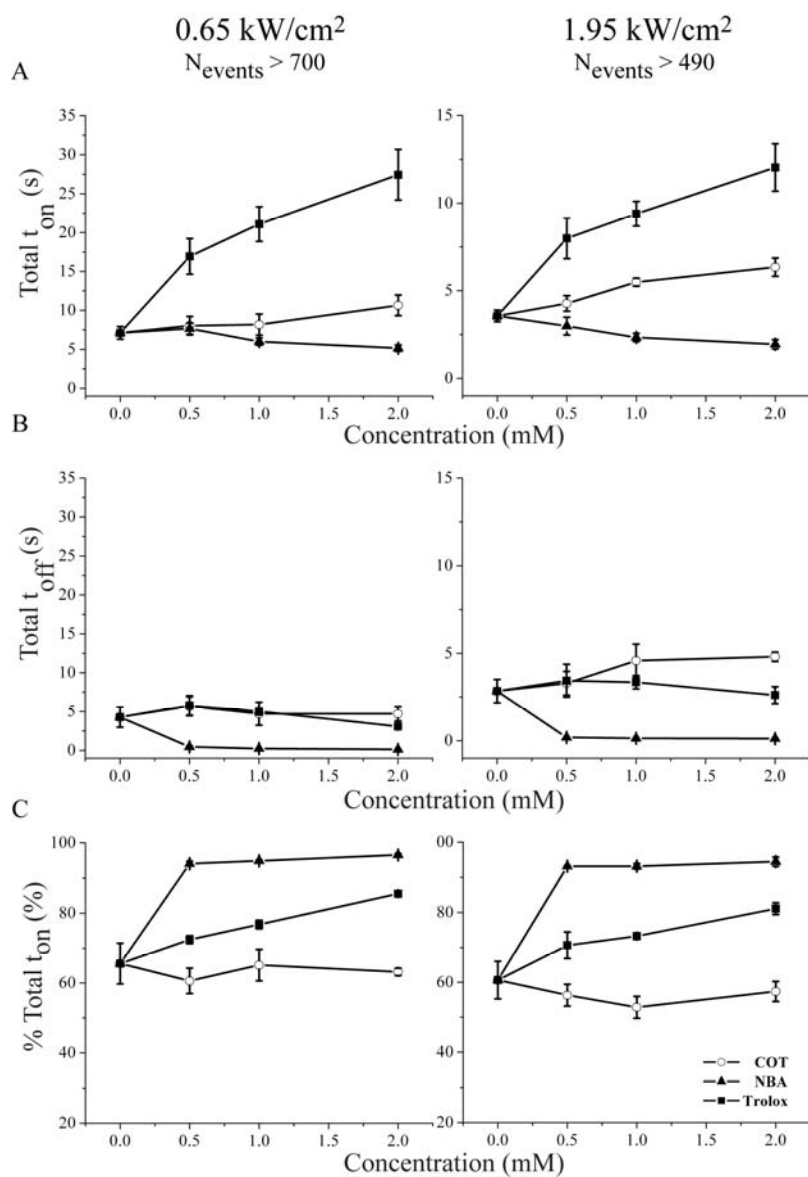 0.65 kW/cm²
N_events > 700
1.95 kW/cm²
N_events > 490
A
Total t_on (s)
35
30
25
20
15
10
5
0
0.0 0.5 1.0 1.5 2.0
15
10
5
0
0.0 0.5 1.0 1.5 2.0
Concentration (mM)
B
Total t_off (s)
35
30
25
20
15
10
5
0
0.0 0.5 1.0 1.5 2.0
15
10
5
0
0.0 0.5 1.0 1.5 2.0
Concentration (mM)
C
% Total t_on (%)
100
80
60
40
20
0.0 0.5 1.0 1.5 2.0
00
80
60
40
20
0.0 0.5 1.0 1.5 2.0
COT
NBA
Trolox
Concentration (mM)